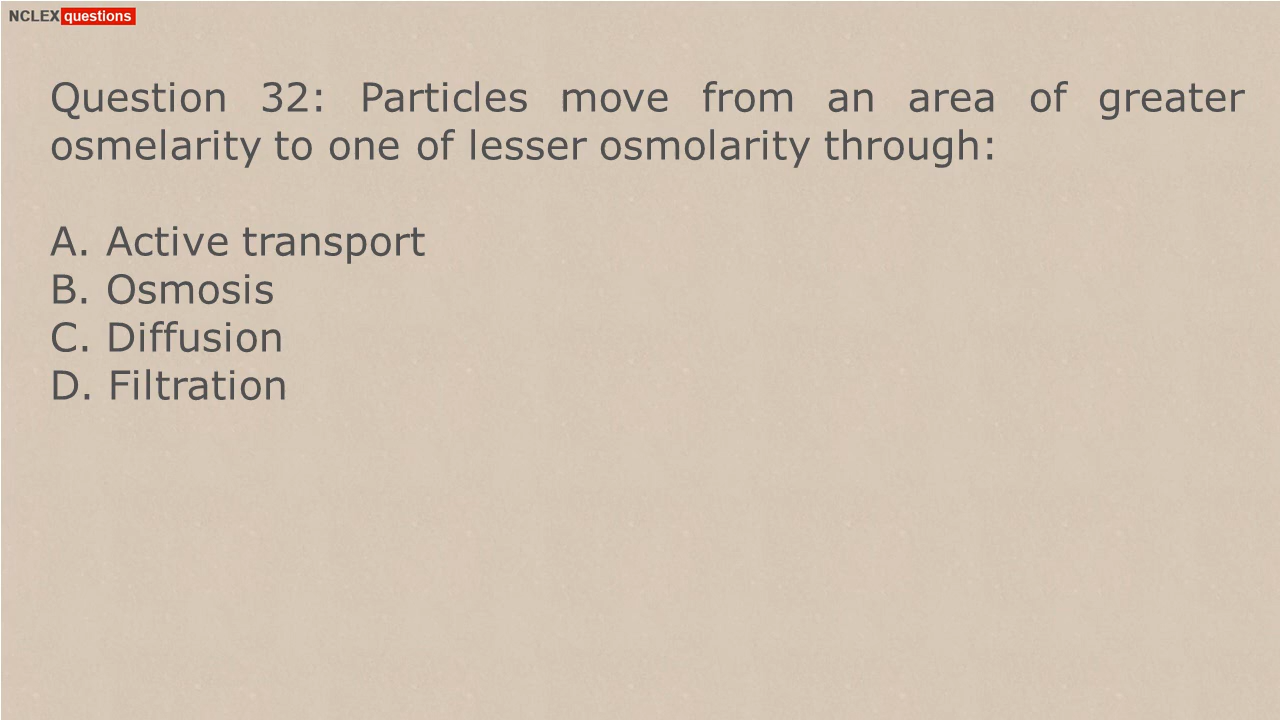 NCLEX questions
Question 32: Particles move from an area of greater
osmelarity to one of lesser osmolarity through:
A. Active transport
B. Osmosis
C. Diffusion
D. Filtration